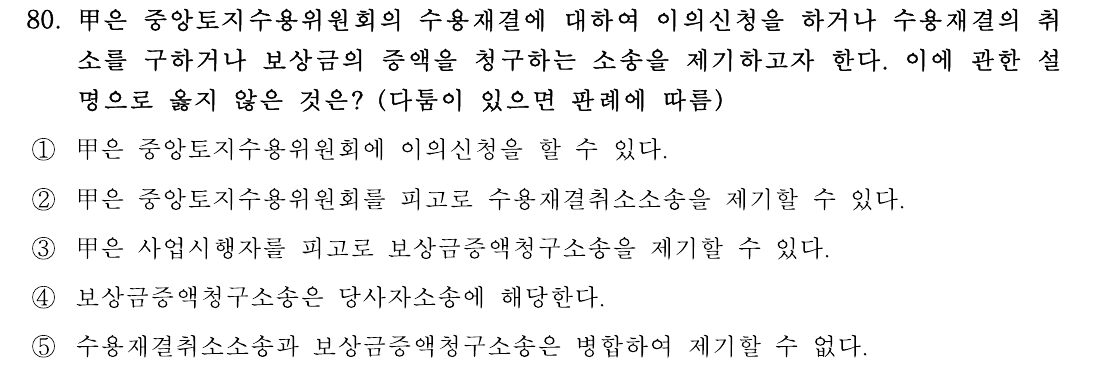 80. 甲은 중앙토지수용위원회의 수용재결에 대하여 이의신청을 하거나 수용재결의 취
소를 구하거나 보상금의 증액을 청구하는 소송을 제기하고자 한다. 이에 관한 설
명으로 옳지 않은 것은? (다툼이 있으면 판례에 따름)
① 甲은 중앙토지수용위원회에 이의신청을 할 수 있다.
② 甲은 중앙토지수용위원회를 피고로 수용재결취소소송을 제기할 수 있다.
③ 甲은 사업시행자를 피고로 보상금증액청구소송을 제기할 수 있다.
④ 보상금증액청구소송은 당사자소송에 해당한다.
⑤ 수용재결취소소송과 보상금증액청구소송은 병합하여 제기할 수 없다.